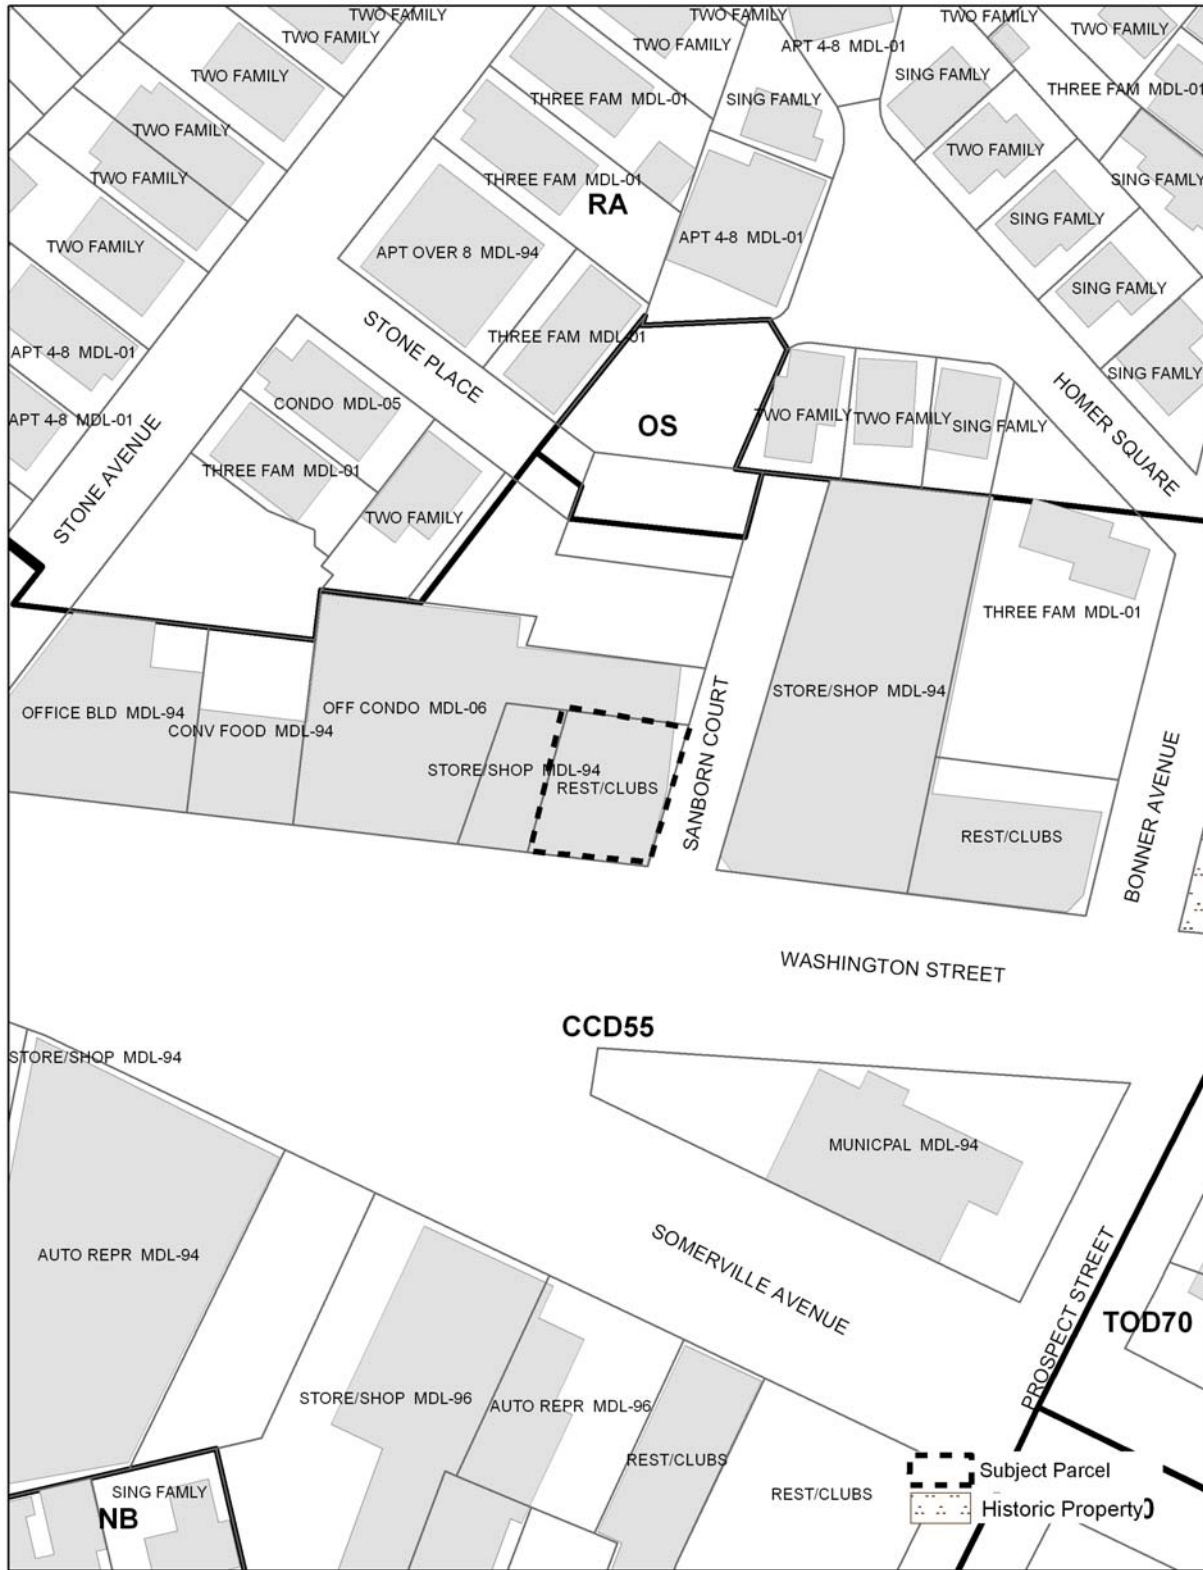 TWO FAMILY
TWO FAMILY
TWO FAMILY
TWO FAMILY
APT 4-8 MDL-01
TWO FAMILY
THREE FAM MDL-01
TWO FAMILY
SING FAMLY
THREE FAM MDL-01
SING FAMLY
TWO FAMILY
THREE FAM MDL-01
TWO FAMILY
TWO FAMILY
TWO FAMILY
THREE FAM MDL-01
SING FAMLY
RA
SING FAMLY
TWO FAMILY
APT OVER 8 MDL-94
APT 4-8 MDL-01
SING FAMLY
STONE PLACE
THREE FAM MDL-01
APT 4-8 MDL-01
SING FAMLY
CONDO MDL-05
APT 4-8 MDL-01
OS
TWO FAMILY
TWO FAMILY
SING FAMLY
HOMER SQUARE
STONE AVENUE
THREE FAM MDL-01
TWO FAMILY
THREE FAM MDL-01
OFFICE BLD MDL-94
CONV FOOD MDL-94
OFF CONDO MDL-06
STORE/SHOP MDL-94
STORE/SHOP MDL-94
REST/CLUBS
SANBORN COURT
REST/CLUBS
BONNER AVENUE
WASHINGTON STREET
CCD55
STORE/SHOP MDL-94
MUNICPAL MDL-94
AUTO REPR MDL-94
SOMERVILLE AVENUE
PROSPECT STREET
TOD70
STORE/SHOP MDL-96
AUTO REPR MDL-96
REST/CLUBS
REST/CLUBS
SING FAMLY
NB
Subject Parcel
Historic Property